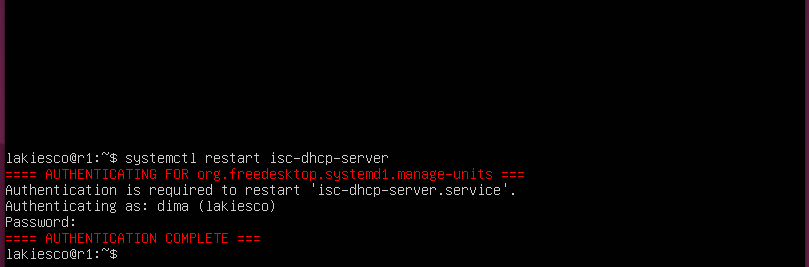 lakiesco@r1:~$ systemctl restart isc-dhcp-server
==== AUTHENTICATING FOR org.freedesktop.systemd1.manage-units ===
Authentication is required to restart 'isc-dhcp-server.service'.
Authenticating as: dima (lakiesco)
Password:
==== AUTHENTICATION COMPLETE ===
lakiesco@r1:~$